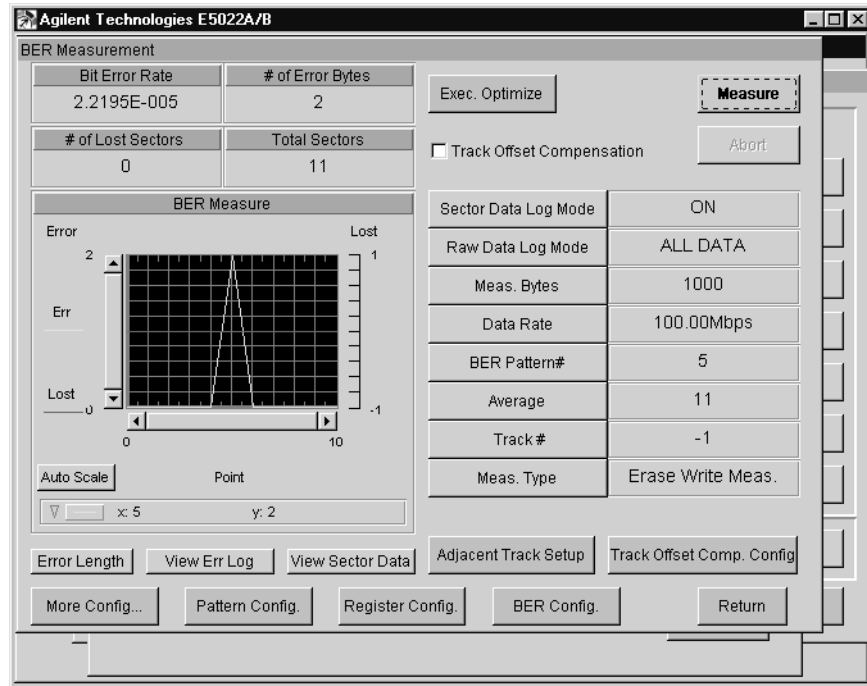 Agilent Technologies E5022A/B
BER Measurement
Bit Error Rate
# of Error Bytes
2.2195E-005
2
# of Lost Sectors
Total Sectors
0
11
Exec. Optimize
Measure
Track Offset Compensation
Abort
BER Measure
Error
Lost
2
1
Err
Lost
0
-1
0
10
Auto Scale
Point
x: 5
y: 2
Sector Data Log Mode
ON
Raw Data Log Mode
ALL DATA
Meas. Bytes
1000
Data Rate
100.00Mbps
BER Pattern#
5
Average
11
Track #
-1
Meas. Type
Erase Write Meas.
Error Length
View Err Log
View Sector Data
Adjacent Track Setup
Track Offset Comp. Config
More Config...
Pattern Config.
Register Config.
BER Config.
Return